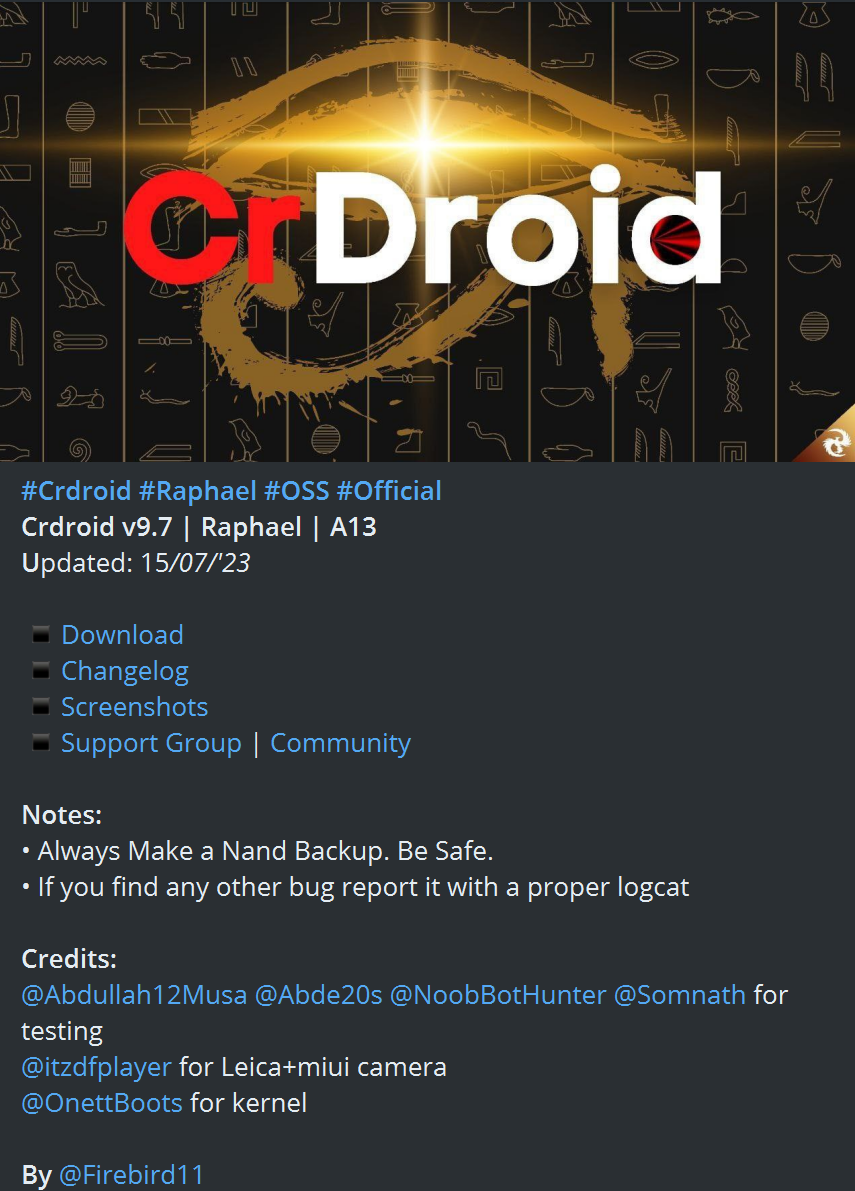 CrDroid
#Crdroid #Raphael #OSS #Official
Crdroid v9.7 | Raphael | A13
Updated: 15/07/'23
◾ Download
◾ Changelog
◾ Screenshots
◾ Support Group | Community
Notes:
• Always Make a Nand Backup. Be Safe.
• If you find any other bug report it with a proper logcat
Credits:
@Abdullah12Musa @Abde20s @NoobBotHunter @Somnath for
testing
@itzdfplayer for Leica+miui camera
@OnettBoots for kernel
By @Firebird11